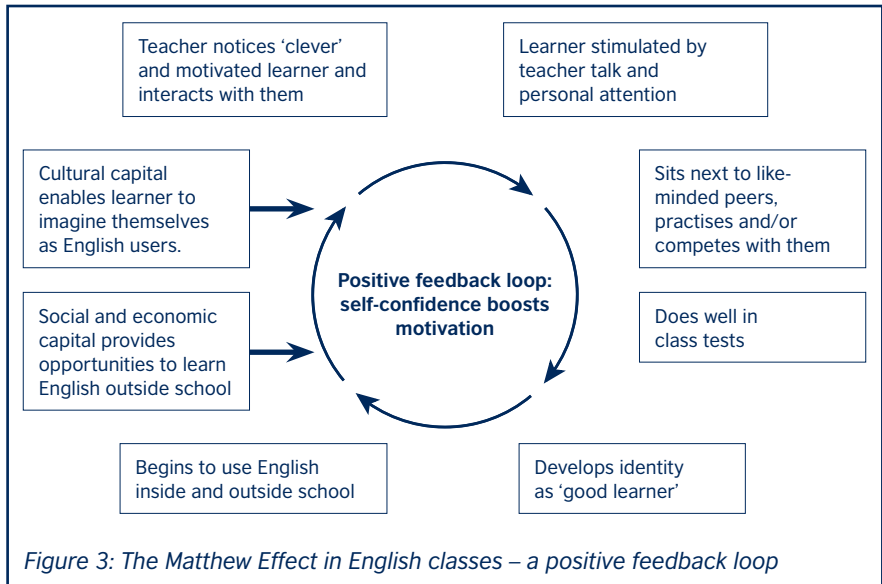 Teacher notices ‘clever’
and motivated learner and
interacts with them
Learner stimulated by
teacher talk and
personal attention
Cultural capital
enables learner to
imagine themselves
as English users.
Sits next to like-
minded peers,
practises and/or
competes with them
Positive feedback loop:
self-confidence boosts
motivation
Social and economic
capital provides
opportunities to learn
English outside school
Does well in
class tests
Begins to use English
inside and outside school
Develops identity
as ‘good learner’
Figure 3: The Matthew Effect in English classes – a positive feedback loop